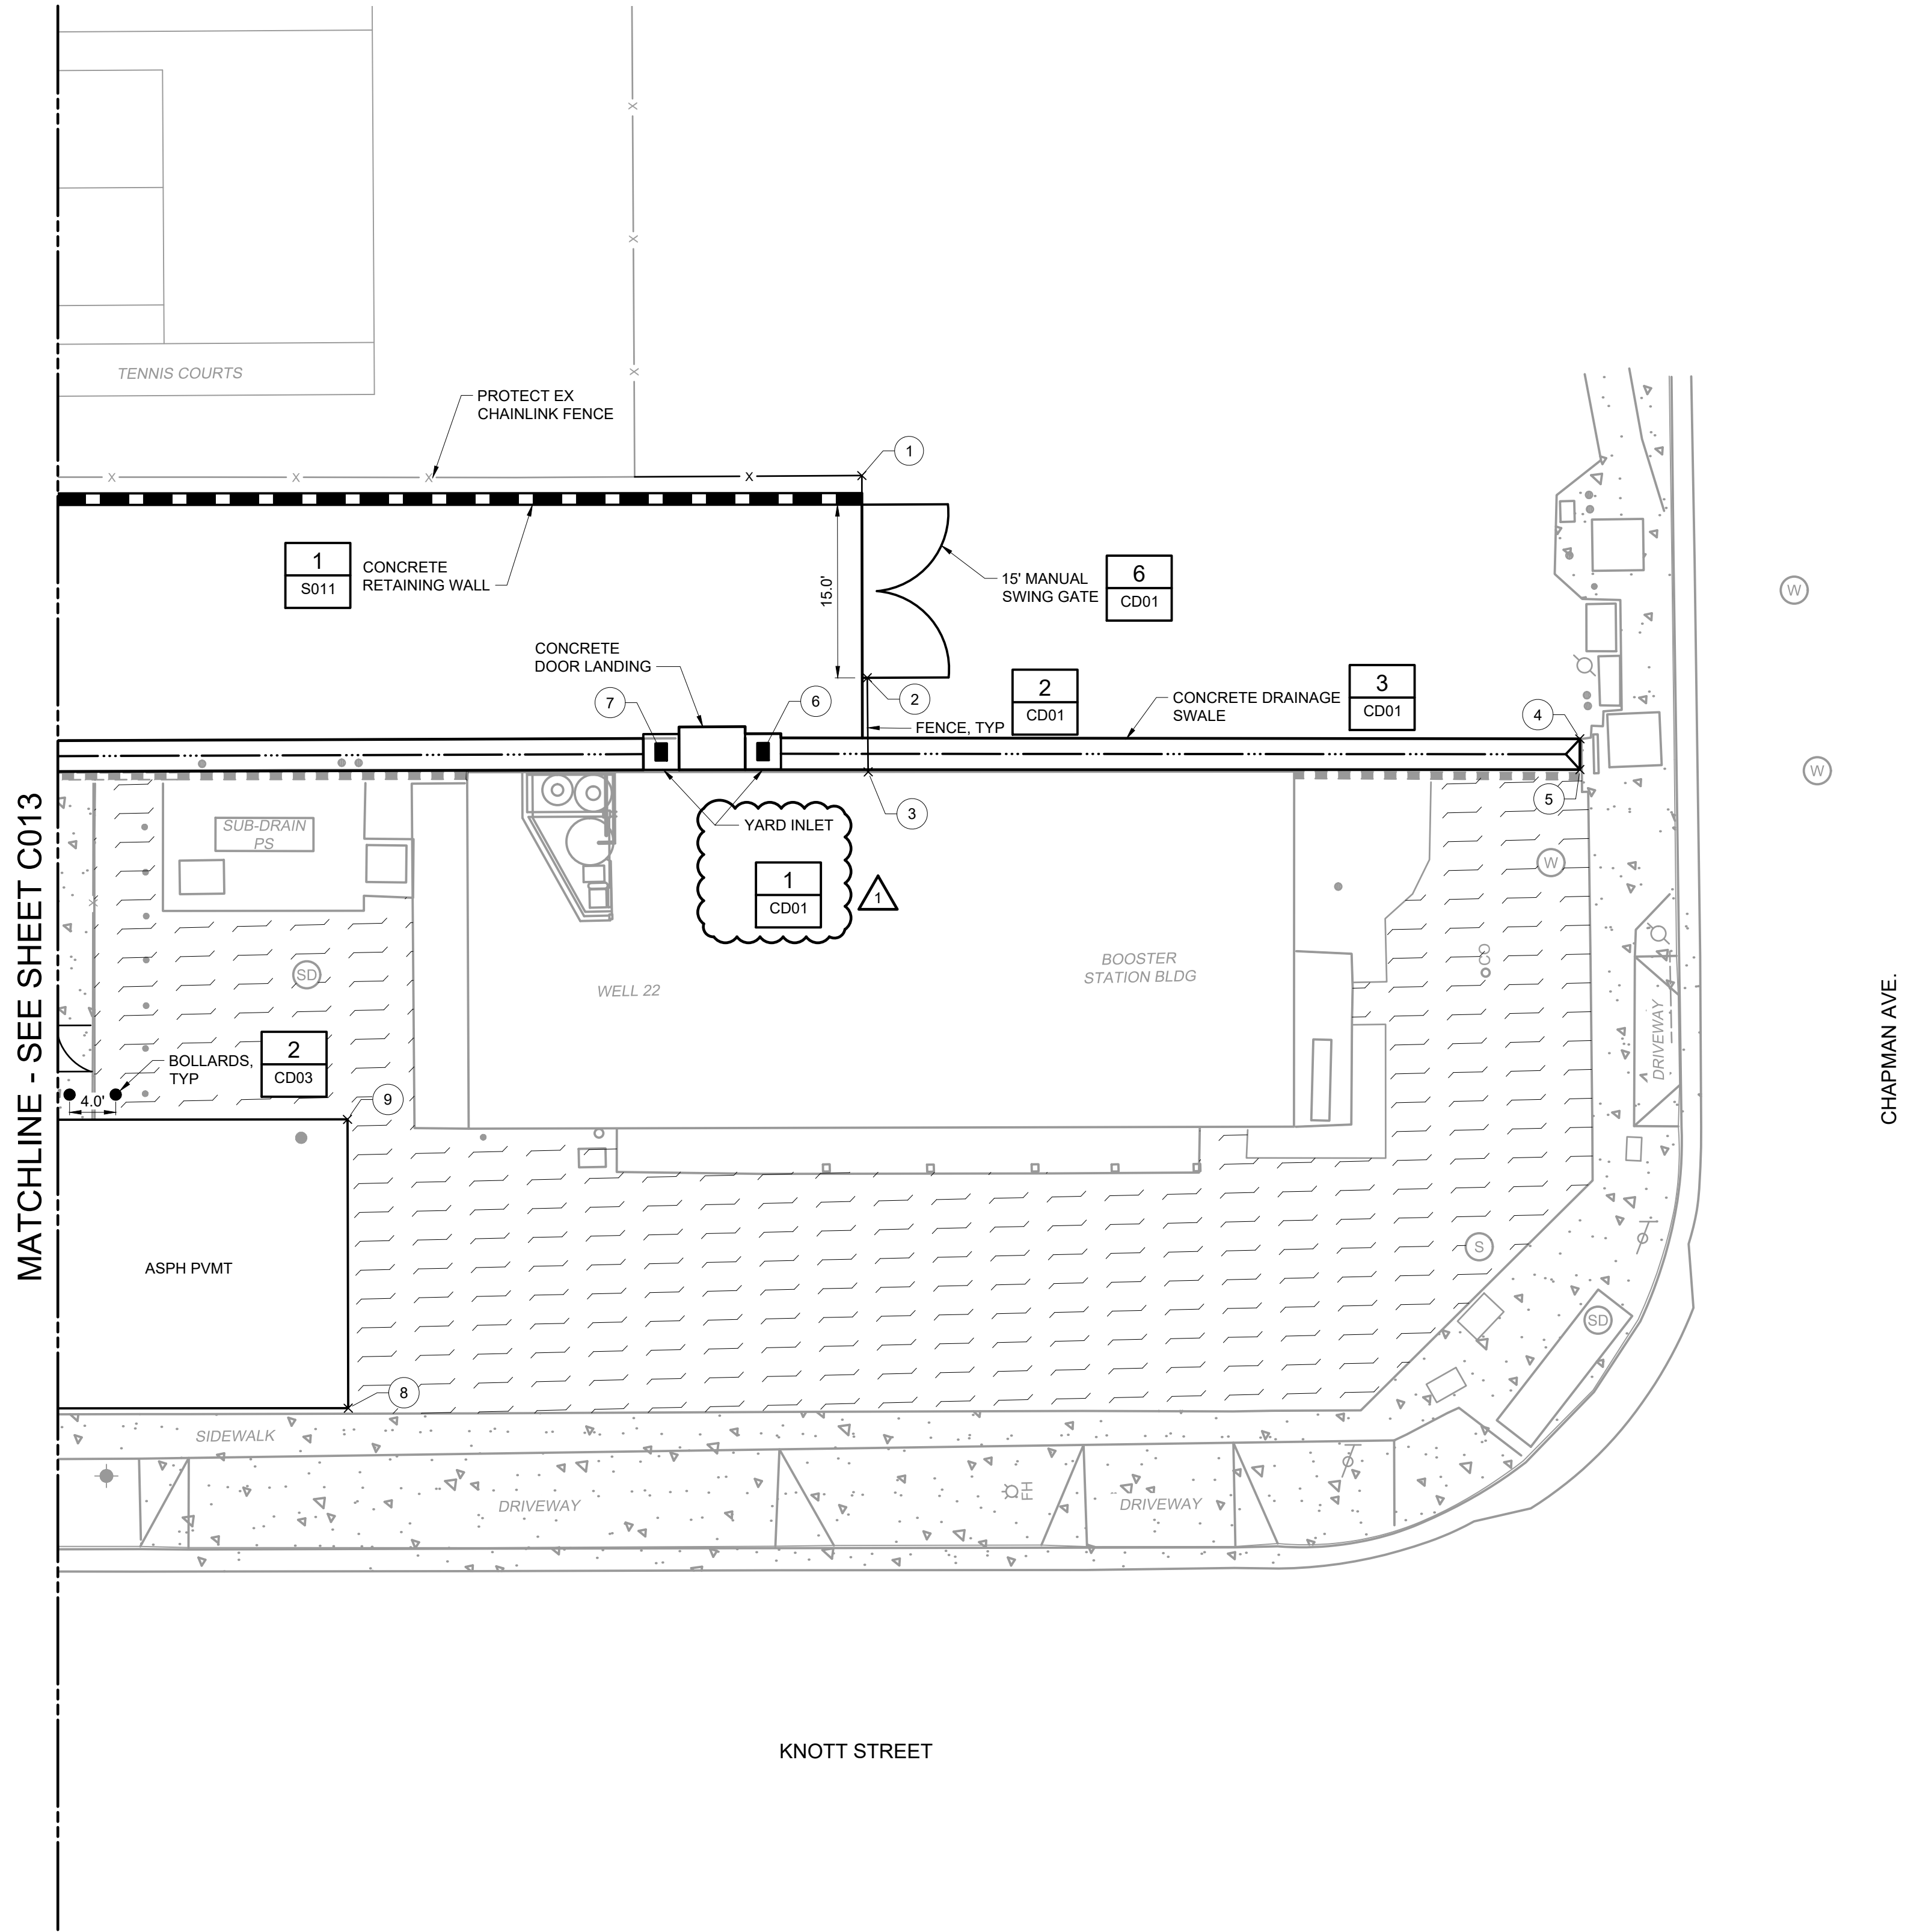 TENNIS COURTS
PROTECT EX
CHAINLINK FENCE
X
X
X
X
X
X
X
1
1
S011
CONCRETE
RETAINING WALL
15.0'
15' MANUAL
SWING GATE
6
CD01
W
CONCRETE
DOOR LANDING
7
6
2
2
CD01
FENCE, TYP
CONCRETE DRAINAGE
SWALE
3
CD01
4
W
5
3
SUB-DRAIN
PS
YARD INLET
1
CD01
1
W
X
MATCHLINE - SEE SHEET C013
SD
WELL 22
BOOSTER
STATION BLDG
CO
DRIVEWAY
CHAPMAN AVE.
BOLLARDS,
TYP
2
CD03
4.0'
9
ASPH PVMT
S
SD
8
SIDEWALK
DRIVEWAY
FH
DRIVEWAY
KNOTT STREET